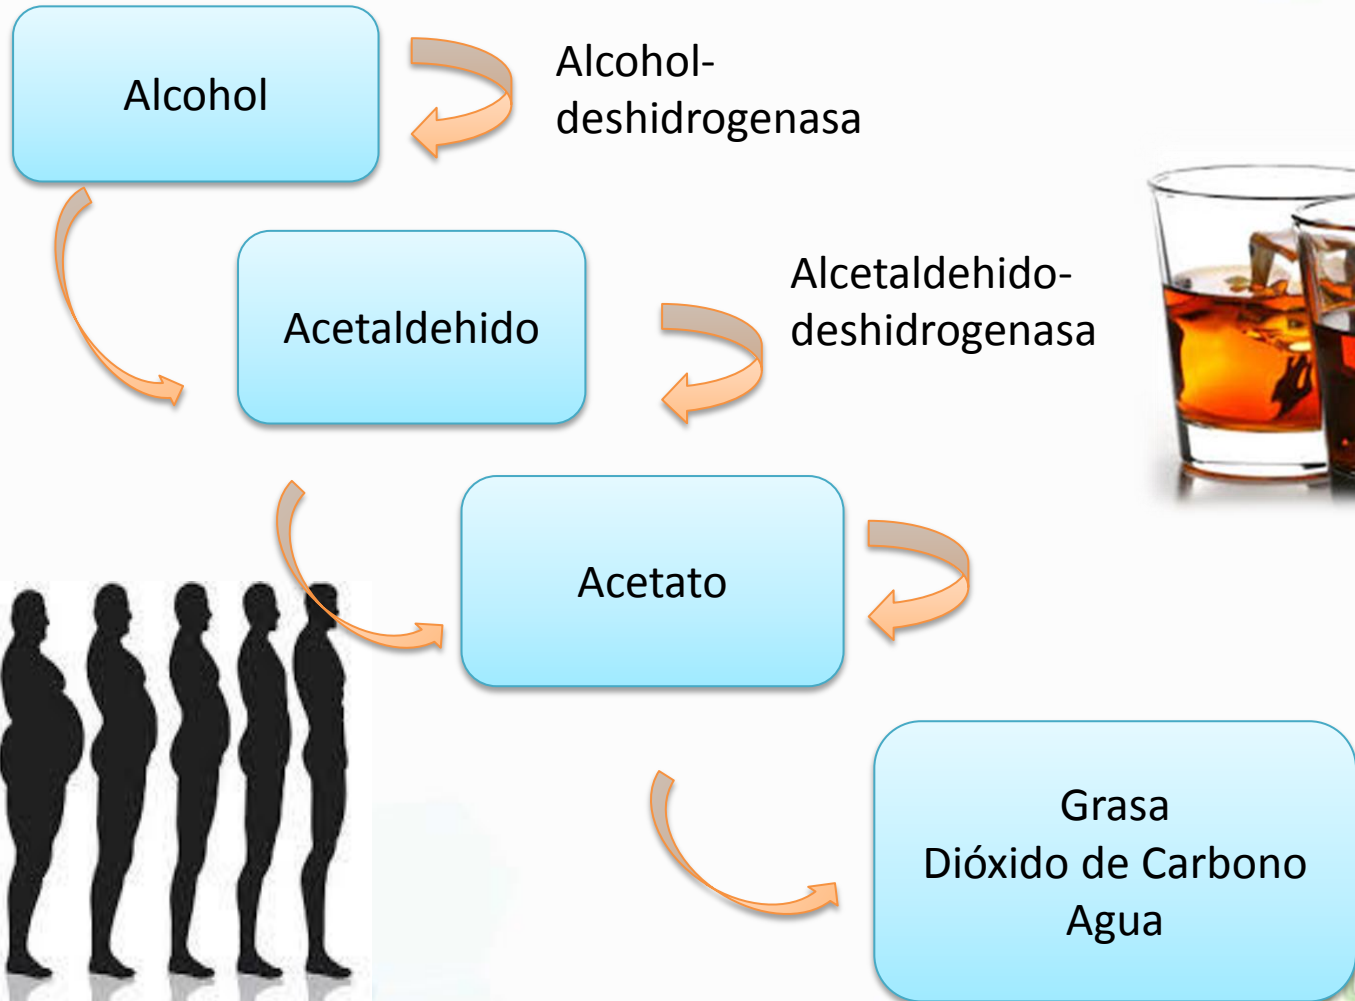 Alcohol
Alcohol-
deshidrogenasa
Acetaldehido
Alcetaldehido-
deshidrogenasa
Acetato
Grasa
Dióxido de Carbono
Agua